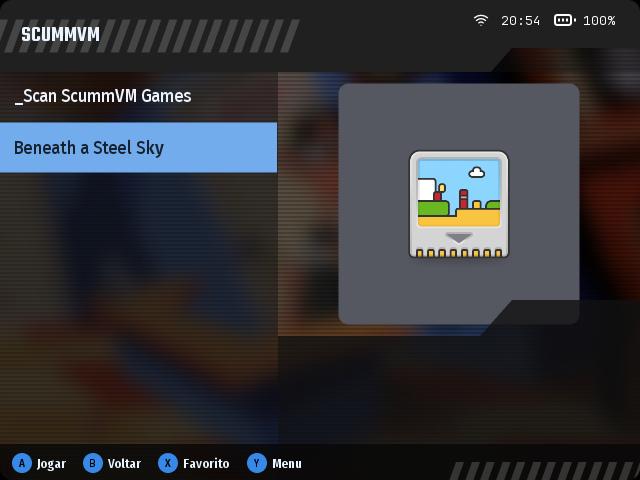 SCUMMVM
20:54
100%
_Scan ScummVM Games
Beneath a Steel Sky
A Jogar B Voltar X Favorito Y Menu